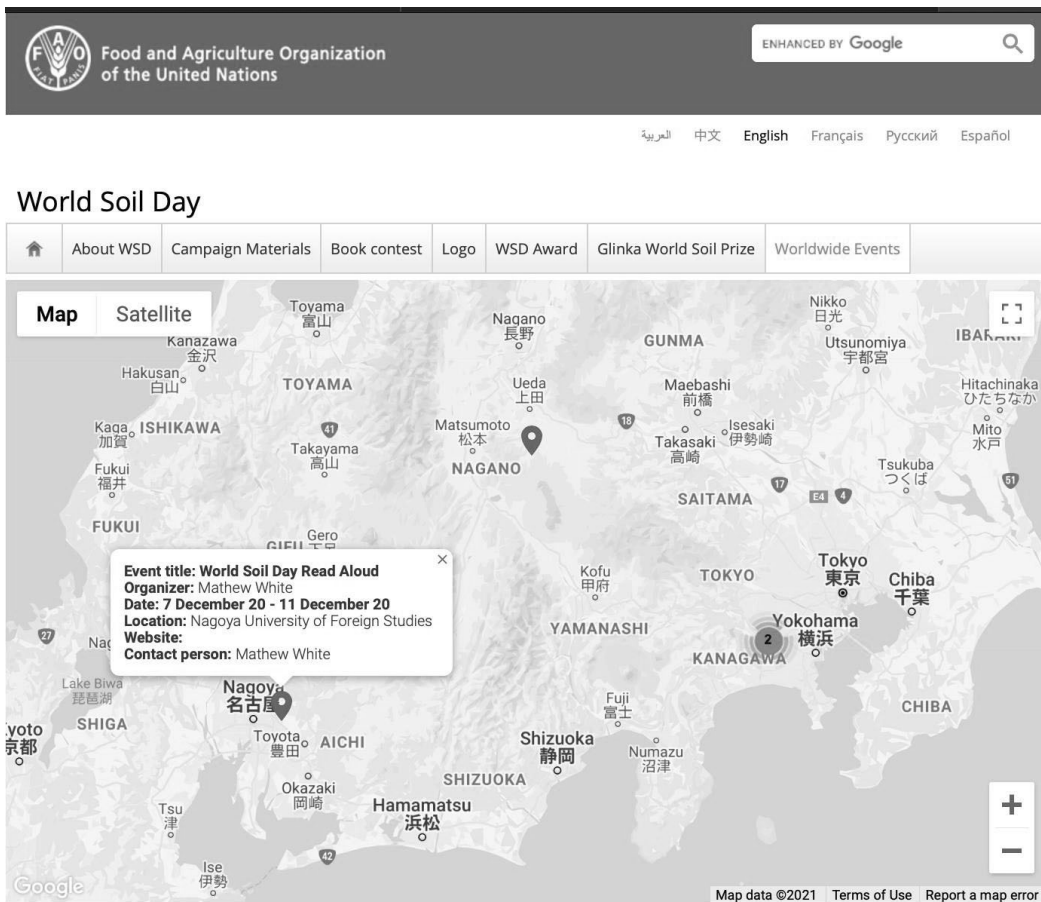 FAO
FIAT PANIS
Food and Agriculture Organization
of the United Nations
ENHANCED BY Google
العربية 中文 English Français Русский Español
World Soil Day
About WSD Campaign Materials Book contest Logo WSD Award Glinka World Soil Prize Worldwide Events
Map Satellite
Toyama
富山
Nagano
長野
Nikko
日光
GUNMA
Utsunomiya
宇都宮
Kanazawa
金沢
Hakusan
白山
TOYAMA
Ueda
上田
Maebashi
前橋
Hitachinaka
ひたちなか
Kaga
加賀
ISHIKAWA
41
Takayama
高山
Matsumoto
松本
18
Isesaki
伊勢崎
Takasaki
高崎
Mito
水戸
Fukui
福井
NAGANO
Tsukuba
つくば
17
SAITAMA
E4
4
51
FUKUI
Gero
GIFU
Event title: World Soil Day Read Aloud
Organizer: Mathew White
Date: 7 December 20 - 11 December 20
Location: Nagoya University of Foreign Studies
Website:
Contact person: Mathew White
Kofu
甲府
TOKYO
Tokyo
東京
Chiba
千葉
27
YAMANASHI
Yokohama
横浜
2
KANAGAWA
Lake Biwa
琵琶湖
Nagoya
SHIGA
Toyota
豊田
AICHI
Fuji
富士
CHIBA
Shizuoka
静岡
Numazu
沼津
京都
Okazaki
岡崎
SHIZUOKA
Hamamatsu
浜松
Tsu
津
42
Ise
伊勢
Google
Map data ©2021 Terms of Use Report a map error